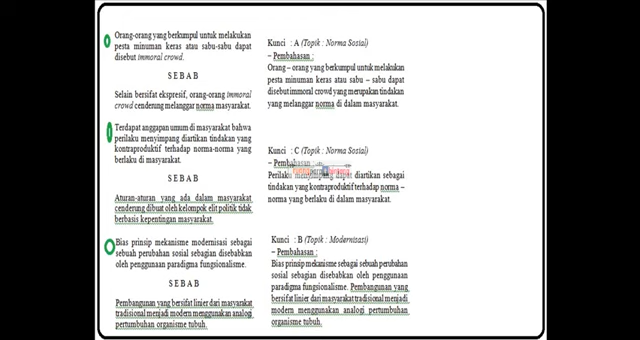 Orang-orang yang berkumpul untuk melakukan
pesta minuman keras atau sabu-sabu dapat
disebut immoral crowd.
SEBAB
Selain bersifat ekspresif, orang-orang immoral
crowd cenderung melanggar norma masyarakat.
Terdapat anggapan umum di masyarakat bahwa
perilaku menyimpang diartikan tindakan yang
kontraproduktif terhadap norma-norma yang
berlaku di masyarakat.
SEBAB
Aturan-aturan yang ada dalam masyarakat
cenderung dibuat oleh kelompok elit politik tidak
berbasis kepentingan masyarakat.
Bias prinsip mekanisme modernisasi sebagai
sebuah perubahan sosial sebagian disebabkan
oleh penggunaan paradigma fungsionalisme.
SEBAB
Pembangunan yang bersifat linier dari masyarakat
tradisional menjadi modern menggunakan analogi
pertumbuhan organisme tubuh.
Kunci : A (Topik : Norma Sosial)
– Pembahasan :
Orang – orang yang berkumpul untuk melakukan
pesta minuman keras atau sabu – sabu dapat
disebut immoral crowd yang merupakan tindakan
yang melanggar norma di dalam masyarakat.
Kunci : C (Topik : Norma Sosial)
– Pembahasan :
Perilaku menyimpang dapat diartikan sebagai
tindakan yang kontraproduktif terhadap norma –
norma yang berlaku di dalam masyarakat.
Kunci : B (Topik : Modernisasi)
– Pembahasan :
Bias prinsip mekanisme sebagai sebuah perubahan
sosial sebagian disebabkan oleh penggunaan
paradigma fungsionalisme. Pembangunan yang
bersifat linier dari masyarakat tradisional menjadi
modern menggunakan analogi pertumbuhan
organisme tubuh.